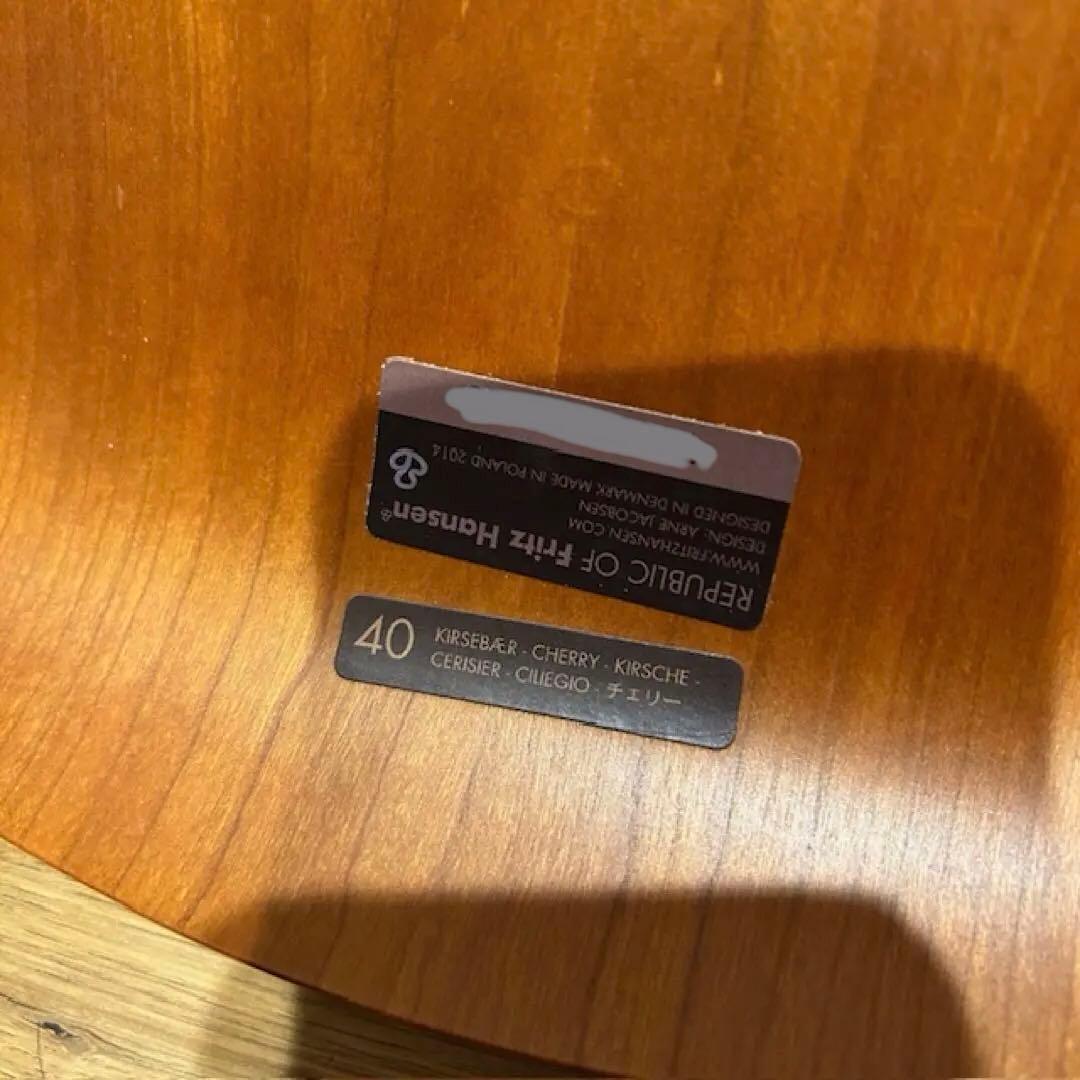 REPUBLIC OF Fritz Hansen®
WWW.FRITZHANSEN.COM
DESIGN: ARNE JACOBSEN
DESIGNED IN DENMARK MADE IN POLAND 2014
40
KIRSEBÆR - CHERRY - KIRSCHE -
CERISIER - CILIEGIO - チェリー